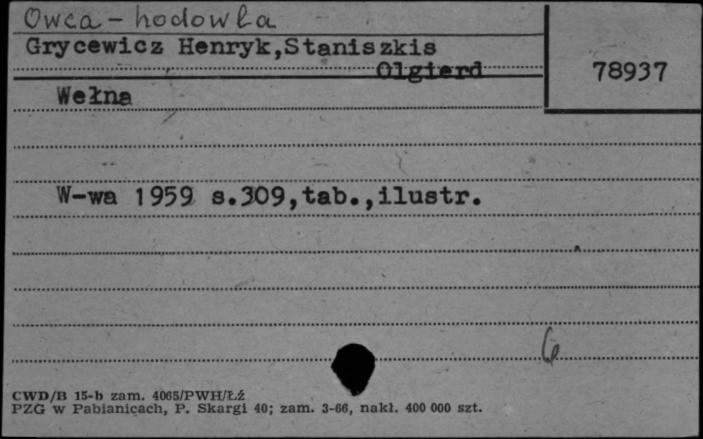 Owca - hodowla
Grycewicz Henryk,Staniszkis
Olgierd
78937
Wełna
W-wa 1959 s.309,tab.,ilustr.
6
CWD/B 15-b zam. 4065/PWH/Łź
PZG w Pabianicach, P. Skargi 40; zam. 3-66, nakł. 400 000 szt.